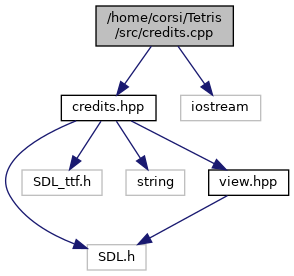 /home/corsi/Tetris
/src/credits.cpp
credits.hpp
iostream
SDL_ttf.h
string
view.hpp
SDL.h